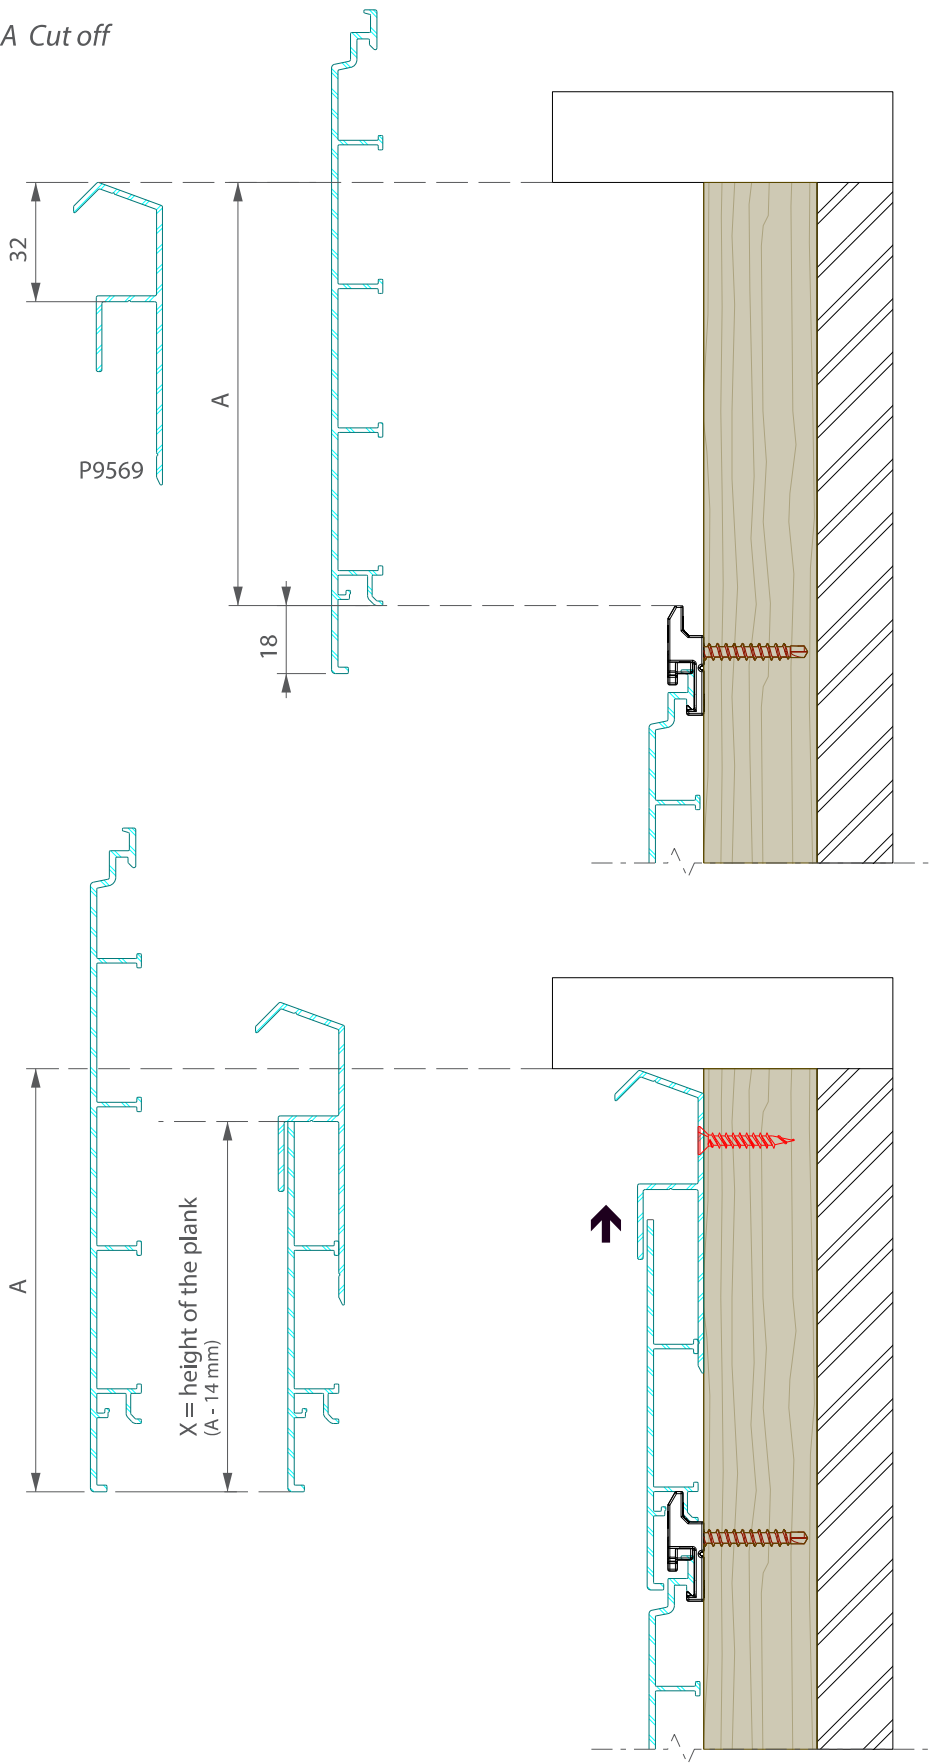 A Cut off
32
A
P9569
18
A
X = height of the plank
(A - 14 mm)